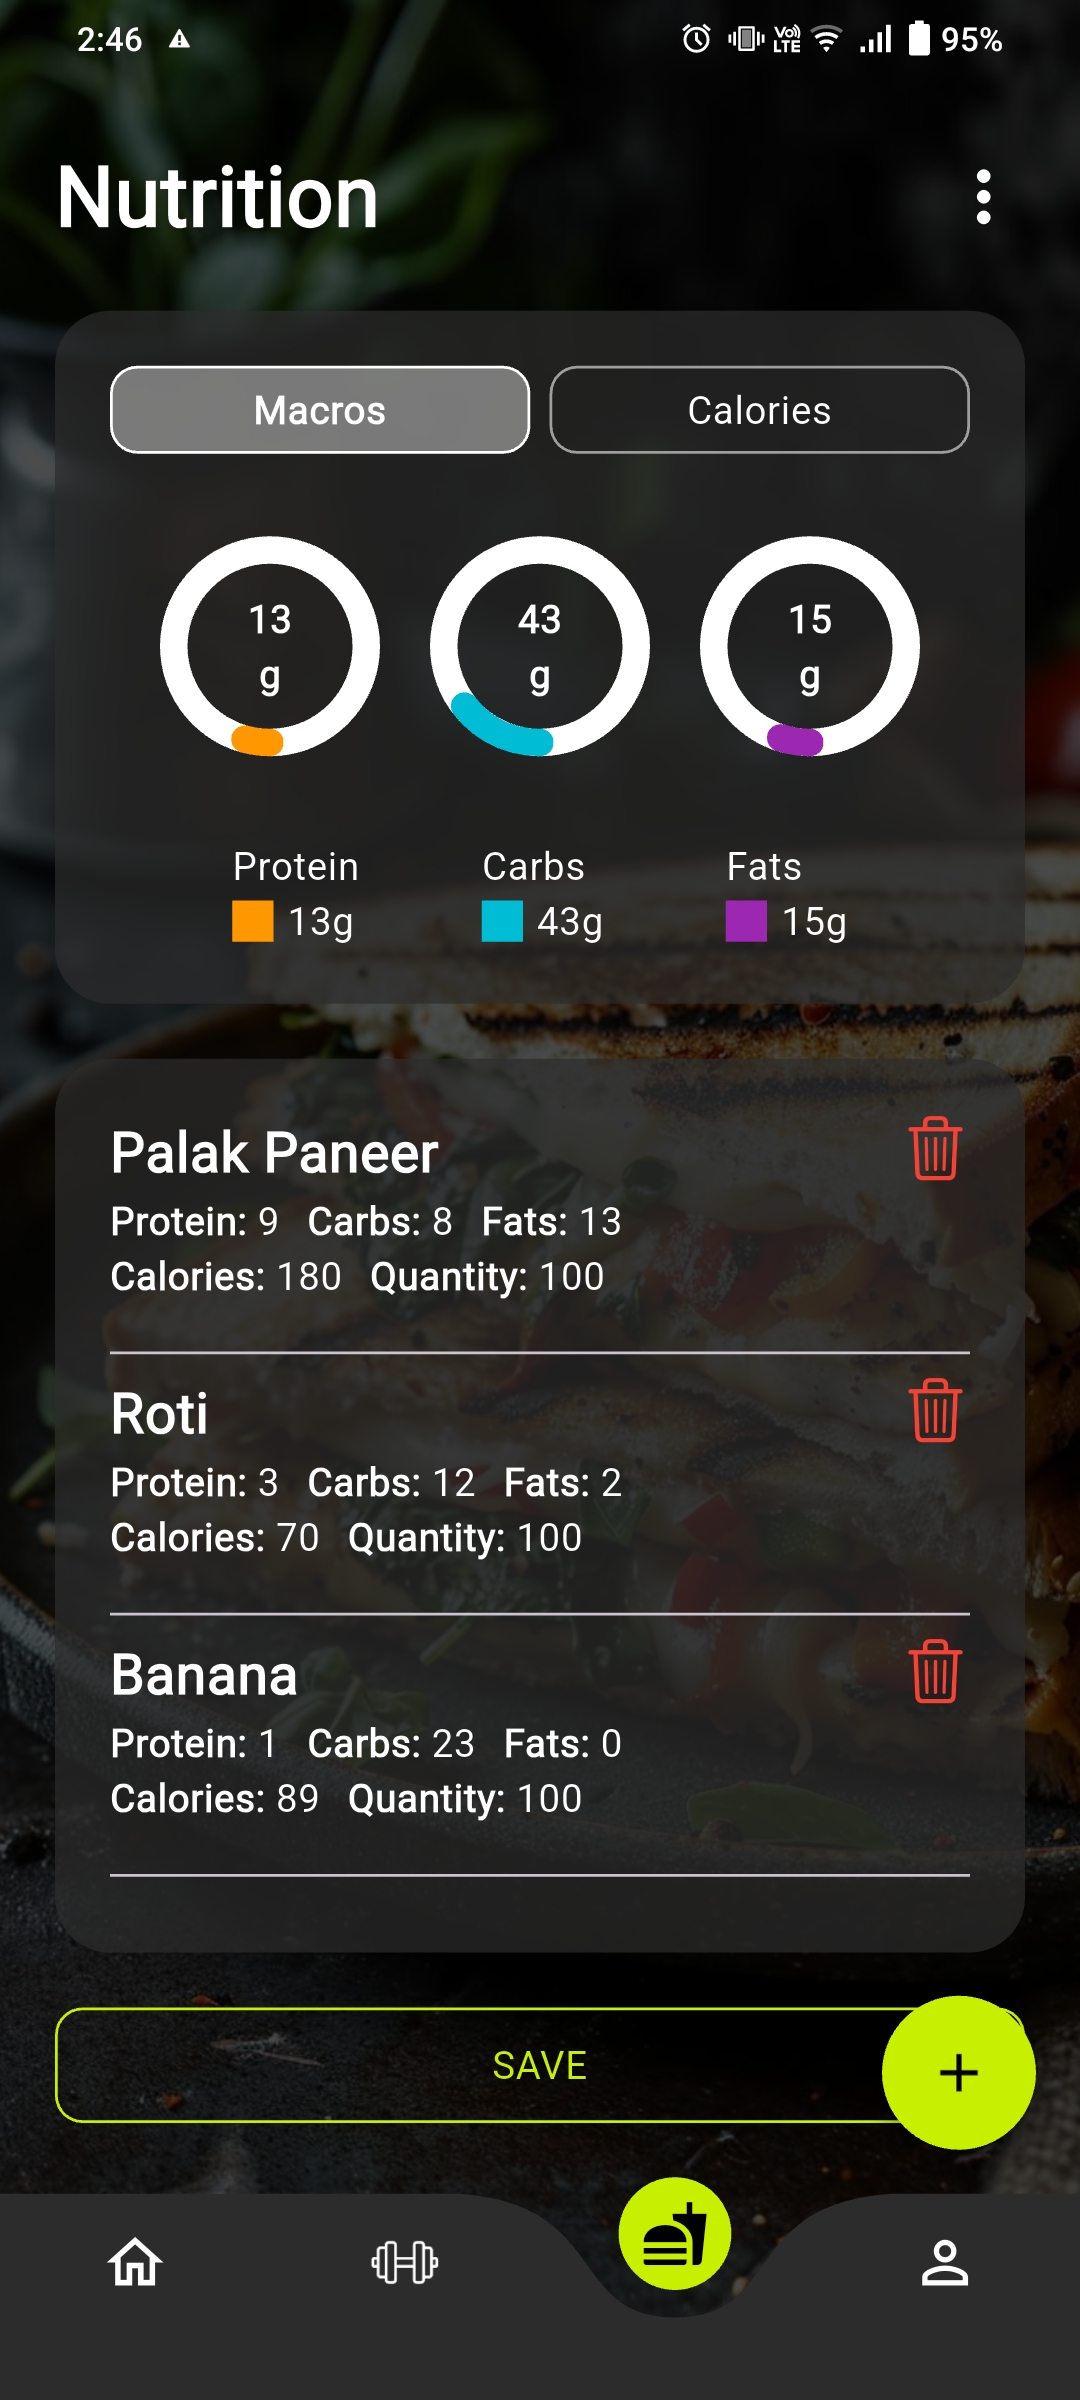 2:46 Vo)) LTE 95%
Nutrition
Macros Calories
13 43 15
g g g
Protein Carbs Fats
13g 43g 15g
Palak Paneer
Protein: 9 Carbs: 8 Fats: 13
Calories: 180 Quantity: 100
Roti
Protein: 3 Carbs: 12 Fats: 2
Calories: 70 Quantity: 100
Banana
Protein: 1 Carbs: 23 Fats: 0
Calories: 89 Quantity: 100
SAVE +